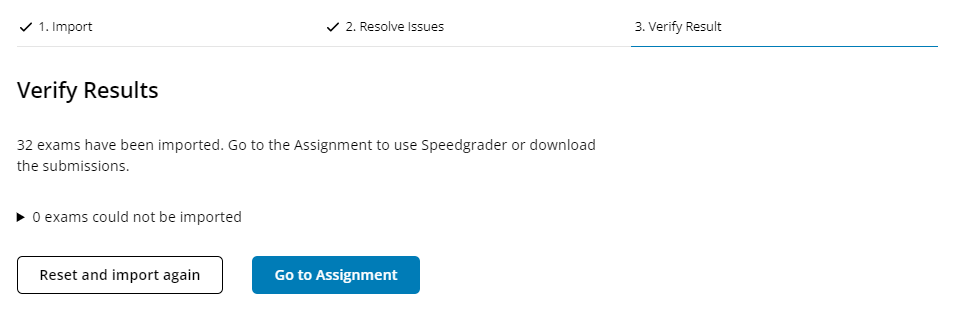 1. Import
2. Resolve Issues
3. Verify Result
Verify Results
32 exams have been imported. Go to the Assignment to use Speedgrader or download
the submissions.
0 exams could not be imported
Reset and import again
Go to Assignment